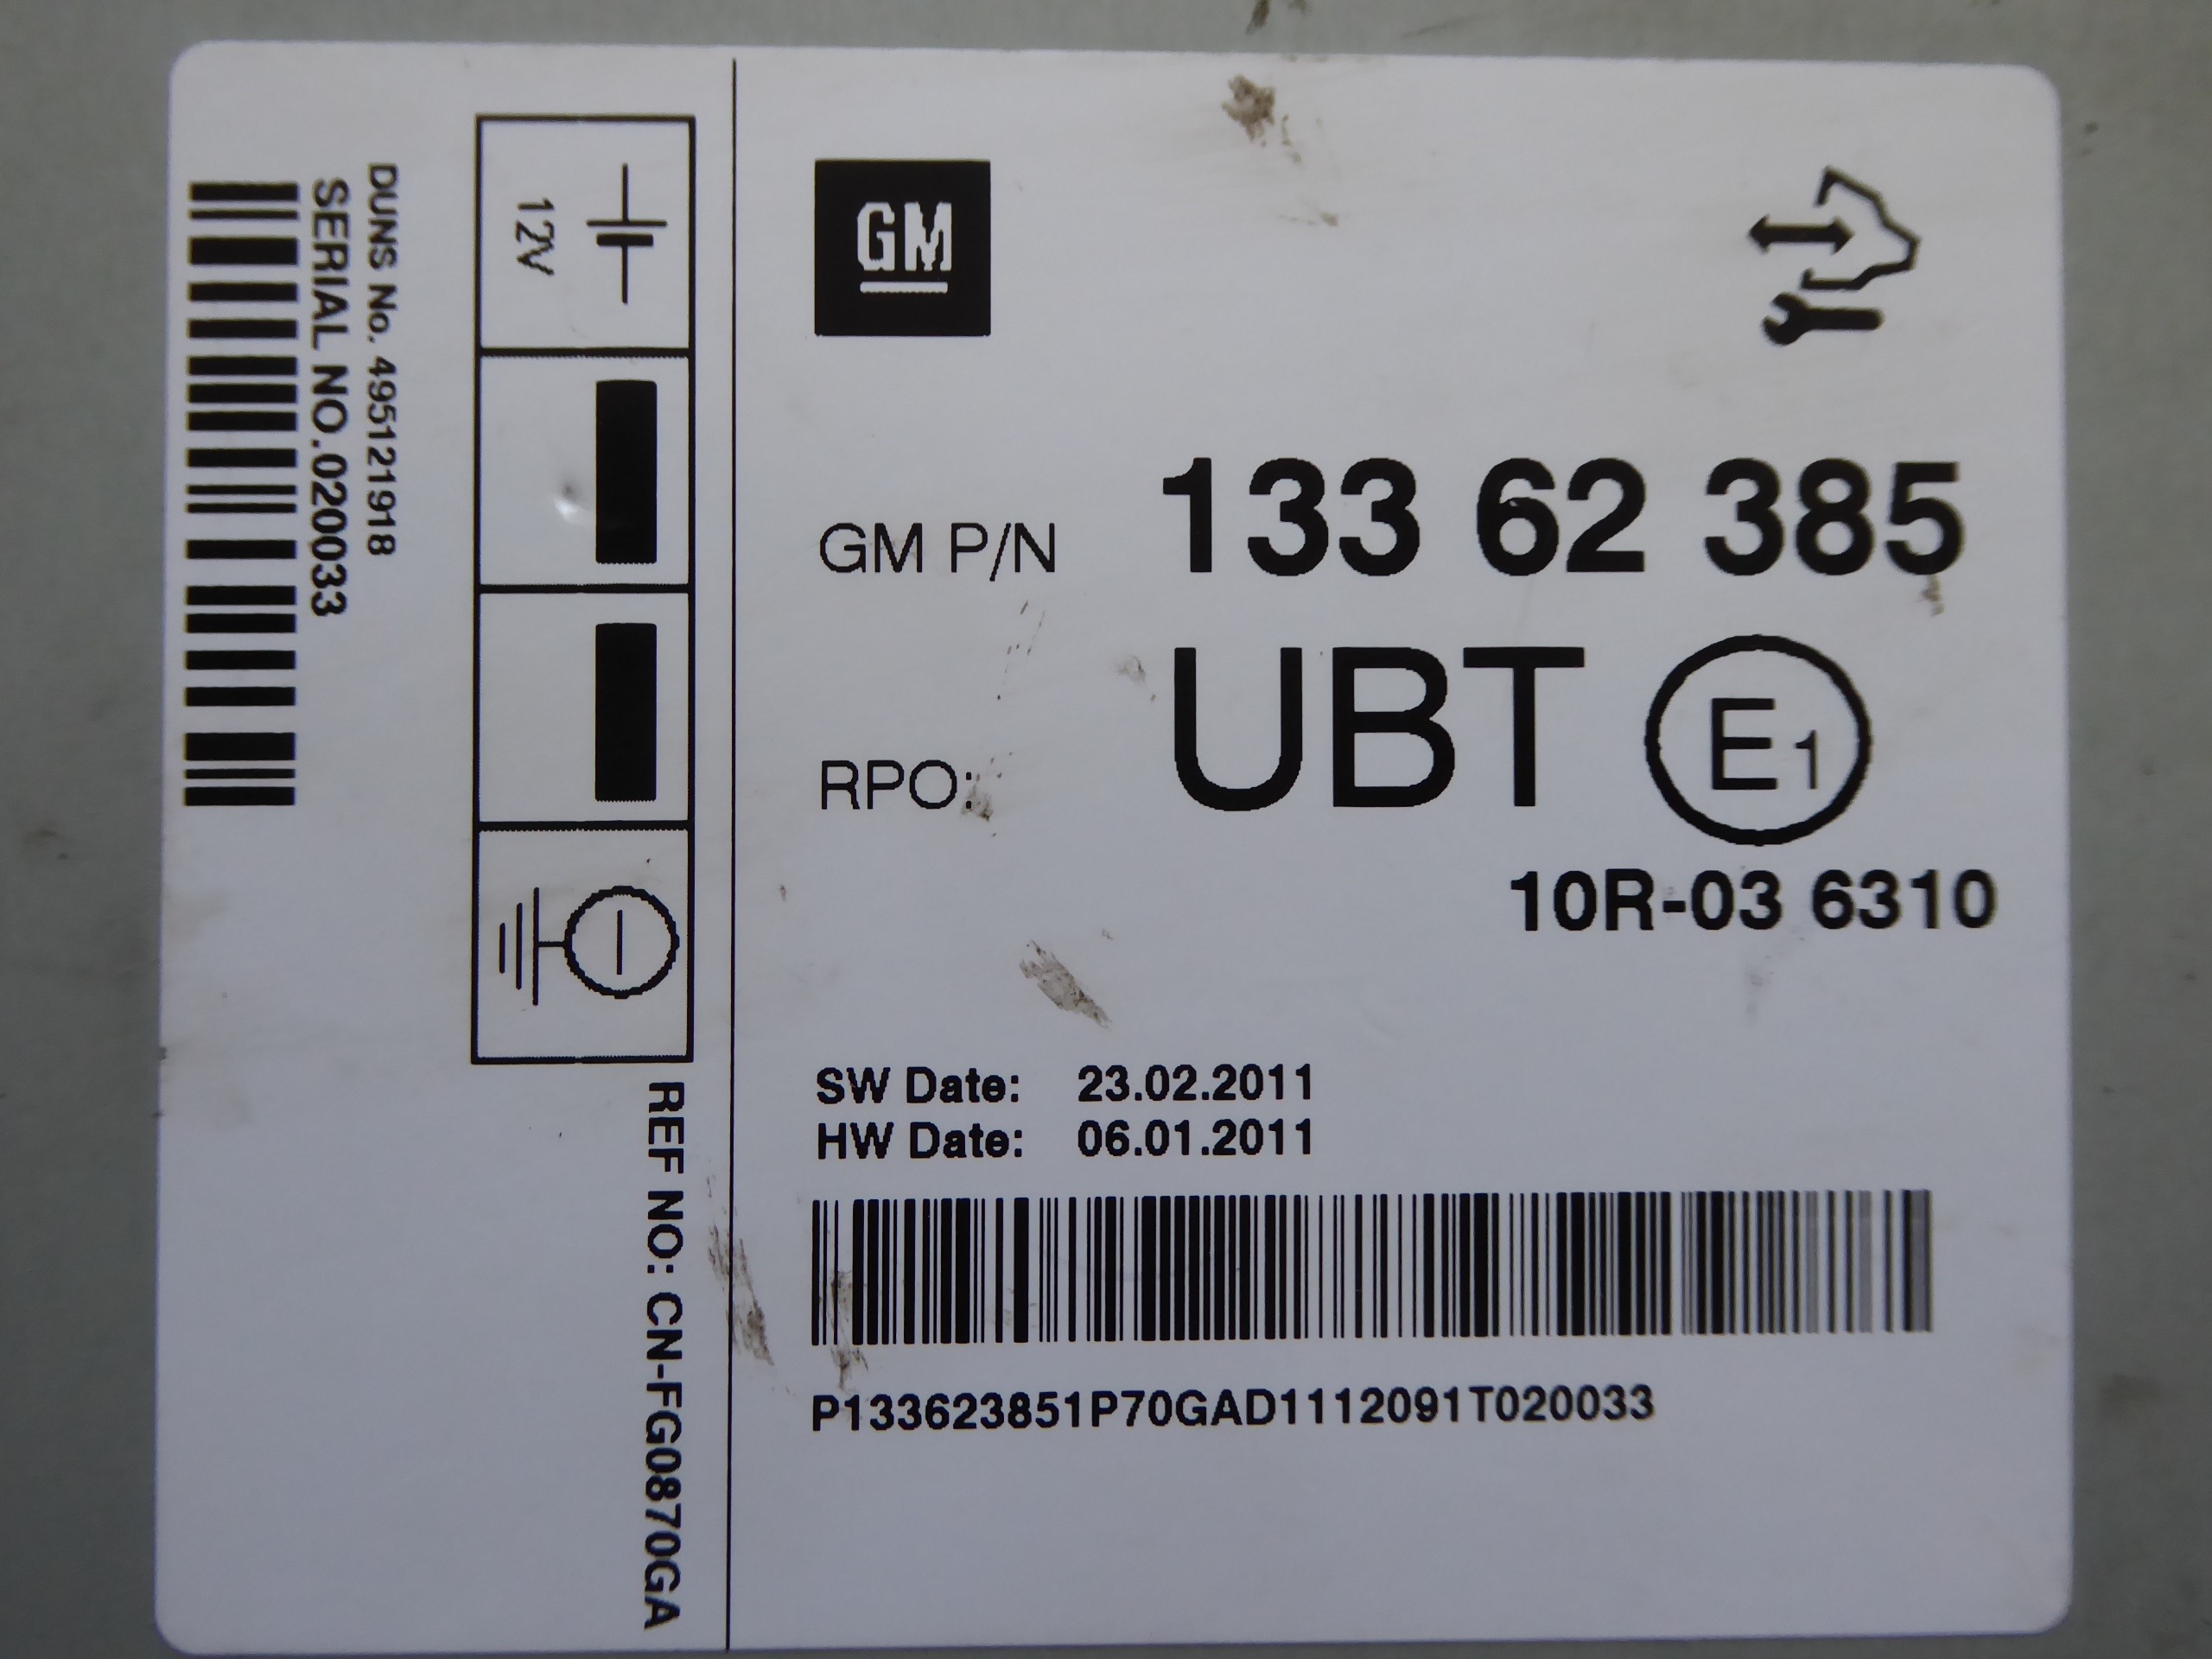 GM
GM P/N 133 62 385
RPO: UBT E1
10R-03 6310
SW Date: 23.02.2011
HW Date: 06.01.2011
P133623851P70GAD1112091T020033
12V
REF NO: CN-FG0870GA
DUNS No. 495121918
SERIAL NO.020033